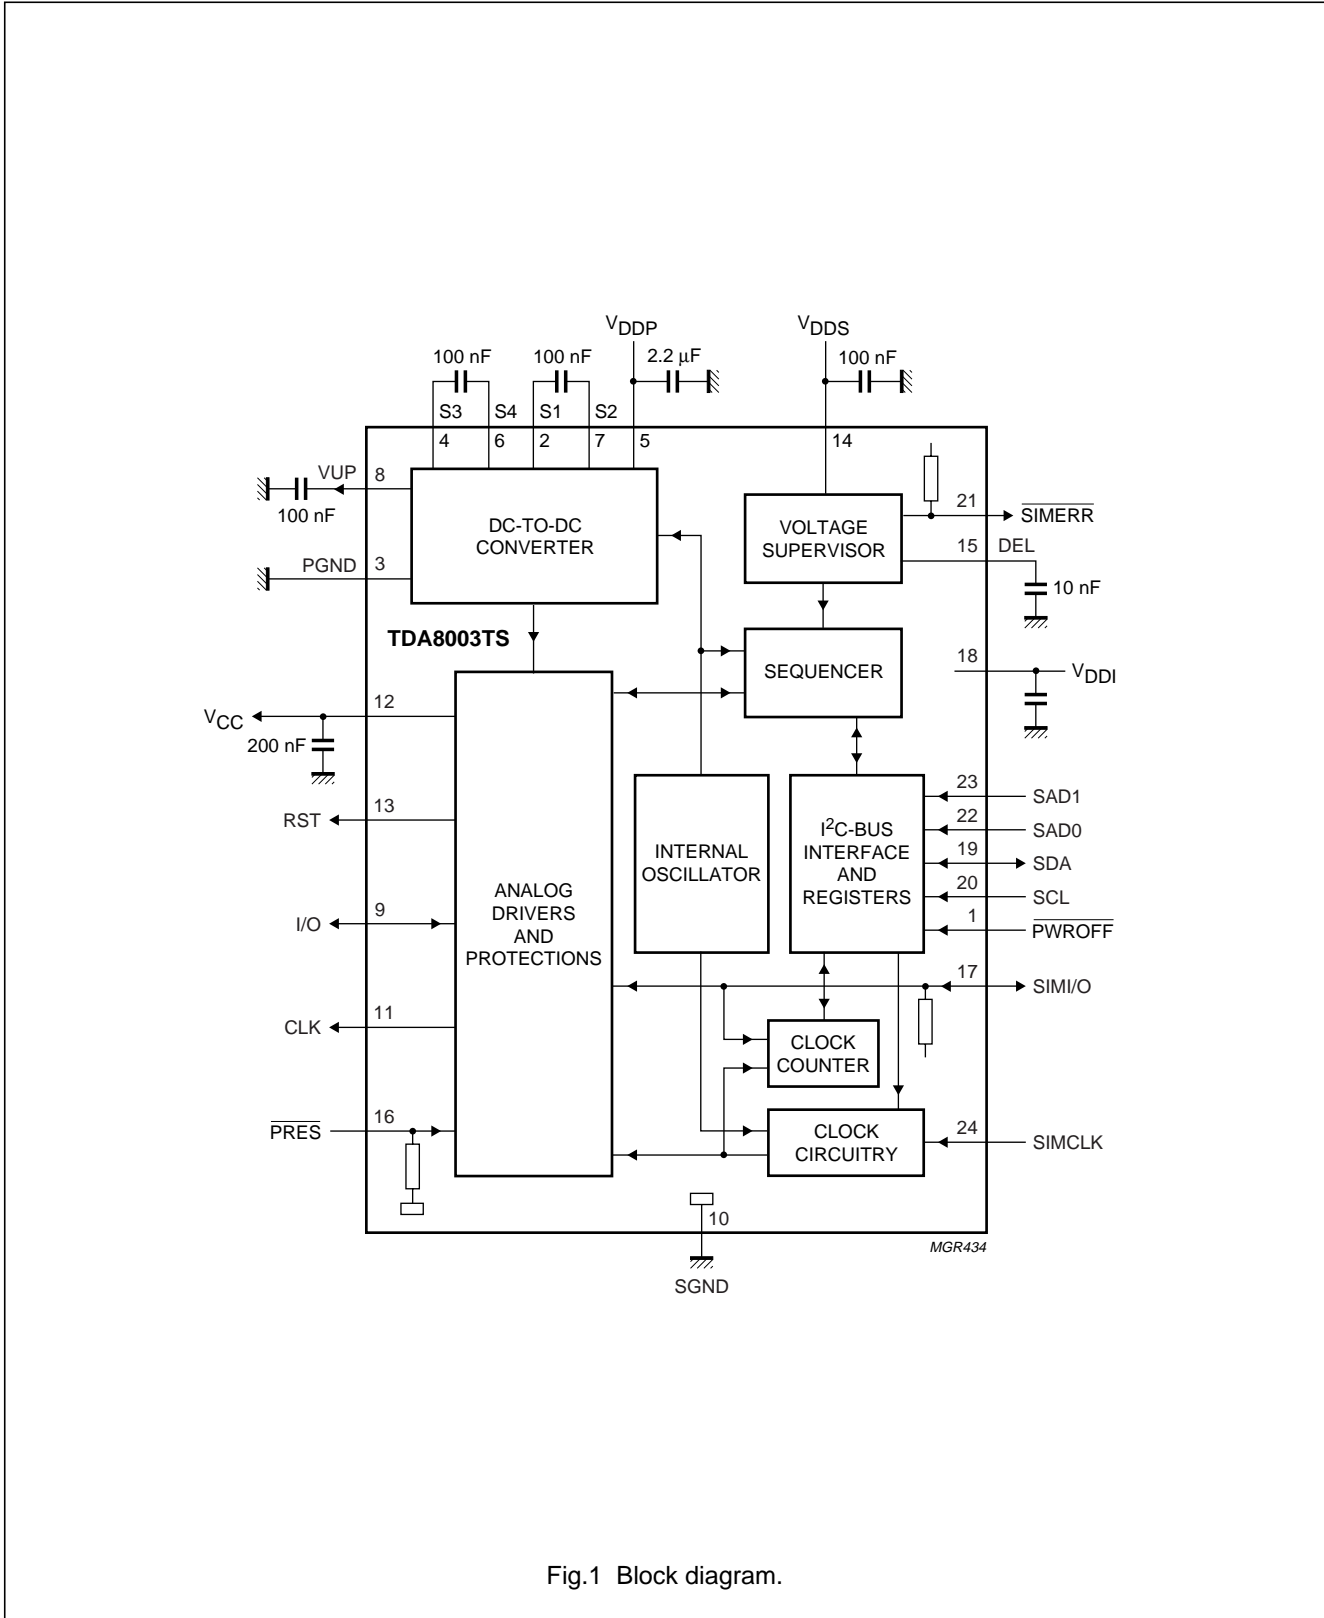 VDDP
VDDS
100 nF
100 nF
2.2 μF
100 nF
S3
S4
S1
S2
4
6
2
7
5
14
VUP
8
100 nF
PGND
3
DC-TO-DC
CONVERTER
VOLTAGE
SUPERVISOR
21
SIMERR
15
DEL
10 nF
TDA8003TS
SEQUENCER
18
VDDI
VCC
12
200 nF
13
RST
I/O
9
CLK
11
PRES
16
ANALOG
DRIVERS
AND
PROTECTIONS
INTERNAL
OSCILLATOR
I2C-BUS
INTERFACE
AND
REGISTERS
23
SAD1
22
SAD0
19
SDA
20
SCL
1
PWROFF
17
SIMI/O
CLOCK
COUNTER
CLOCK
CIRCUITRY
24
SIMCLK
10
SGND
MGR434
Fig.1 Block diagram.